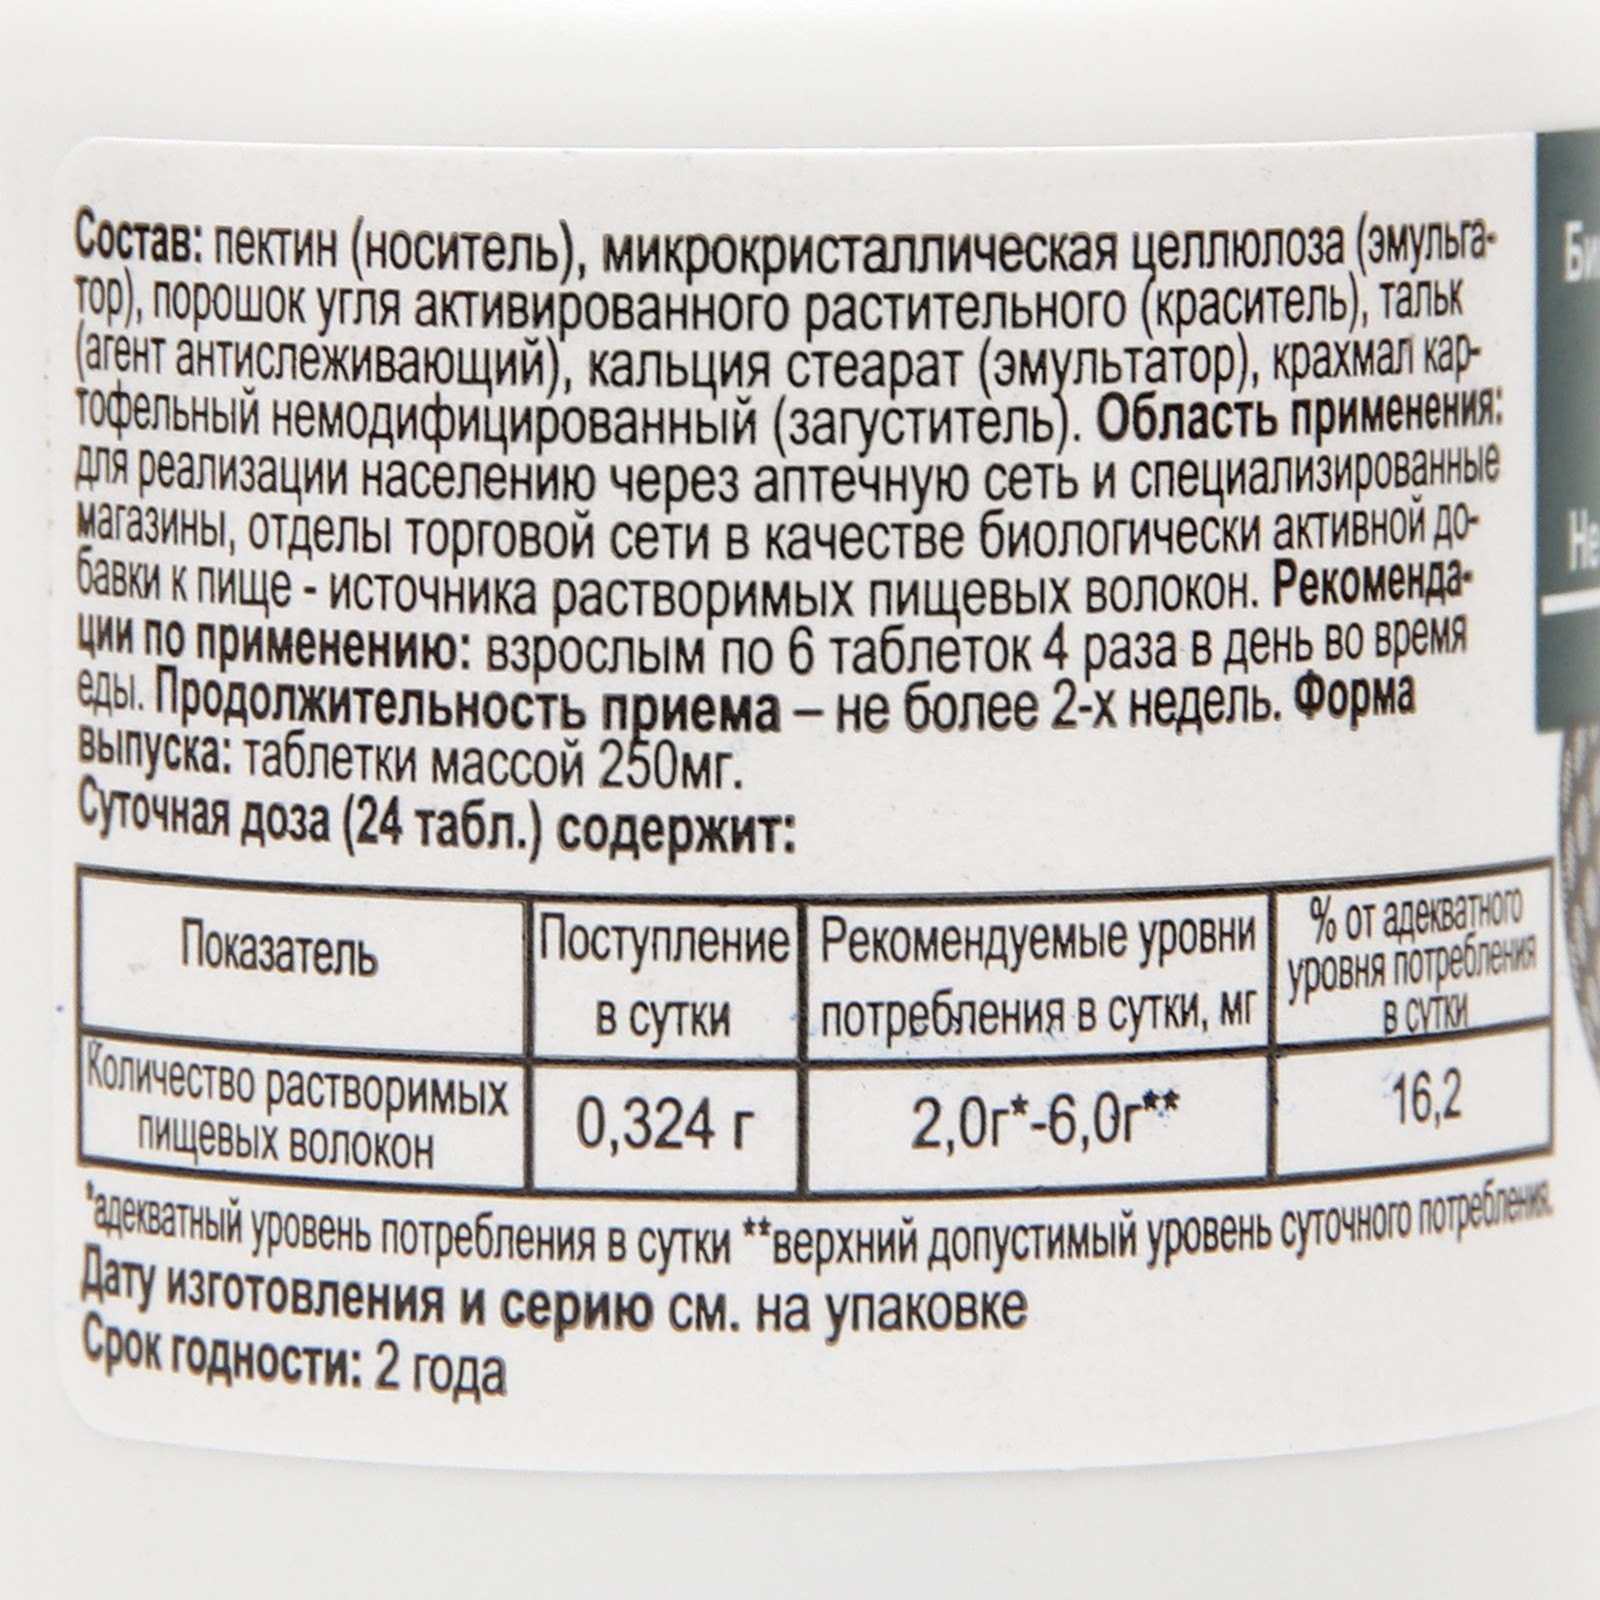 Состав: пектин (носитель), микрокристаллическая целлюлоза (эмульга-
тор), порошок угля активированного растительного (краситель), тальк
(агент антислеживающий), кальция стеарат (эмультатор), крахмал кар-
тофельный немодифицированный (загуститель). Область применения:
для реализации населению через аптечную сеть и специализированные
магазины, отделы торговой сети в качестве биологически активной до-
бавки к пище - источника растворимых пищевых волокон. Рекоменда-
ции по применению: взрослым по 6 таблеток 4 раза в день во время
еды. Продолжительность приема – не более 2-х недель. Форма
выпуска: таблетки массой 250мг.
Суточная доза (24 табл.) содержит:
Показатель
Поступление
в сутки
Рекомендуемые уровни
потребления в сутки, мг
% от адекватного
уровня потребления
в сутки
Количество растворимых
пищевых волокон
0,324 г
2,0г*-6,0г**
16,2
*адекватный уровень потребления в сутки **верхний допустимый уровень суточного потребления.
Дату изготовления и серию см. на упаковке
Срок годности: 2 года